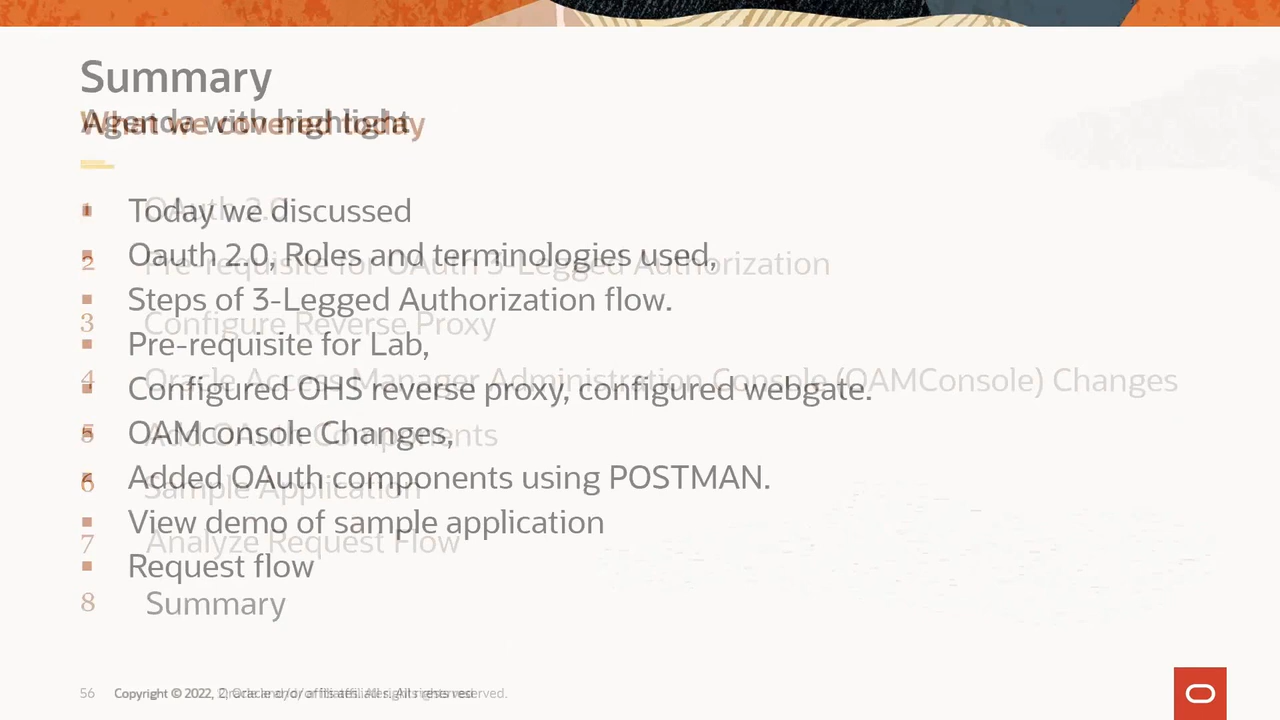 Summary
Agenda with highlight
What we covered today
1 OAuth 2.0
Today we discussed
Oauth 2.0, Roles and terminologies used,
2 Pre-requisite for OAuth 3-Legged Authorization
Steps of 3-Legged Authorization flow.
3 Configure Reverse Proxy
Pre-requisite for Lab,
4 Oracle Access Manager Administration Console (OAMConsole) Changes
Configured OHS reverse proxy, configured webgate.
5 Add OAuth Components
OAMconsole Changes,
Added OAuth components using POSTMAN.
6 Sample Application
View demo of sample application
7 Analyze Request Flow
Request flow
8 Summary
56 Copyright © 2022, Oracle and/or its affiliates. All rights reserved.